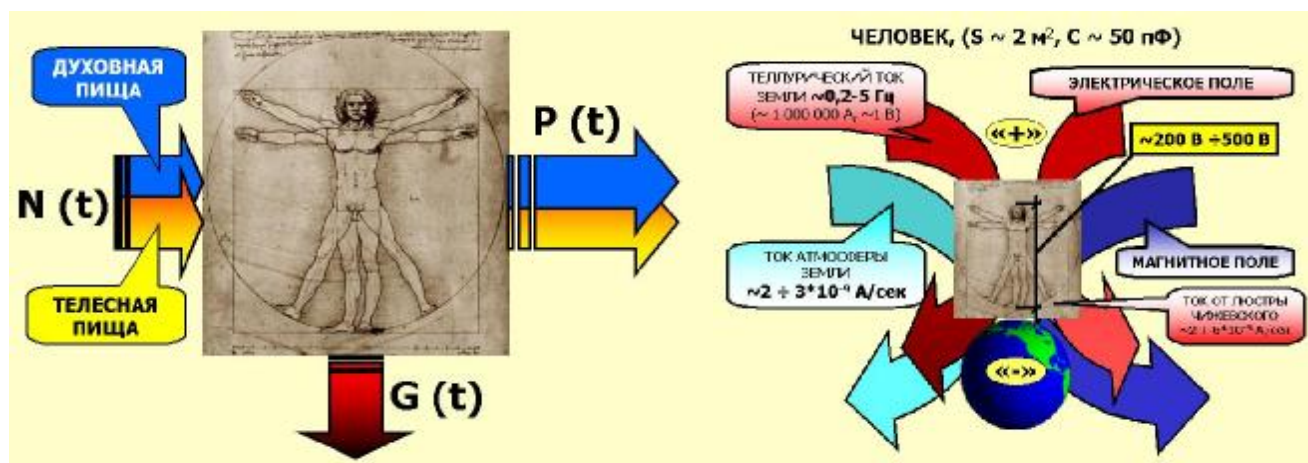 ДУХОВНАЯ
ПИЩА
N (t)
ТЕЛЕСНАЯ
ПИЩА
P (t)
G (t)
ЧЕЛОВЕК, (S ~ 2 м², C ~ 50 пФ)
ТЕЛЛУРИЧЕСКИЙ ТОК
ЗЕМЛИ ~0,2-5 Гц
(~ 1 000 000 А, ~1 В)
ЭЛЕКТРИЧЕСКОЕ ПОЛЕ
«+»
~200 В ÷500 В
ТОК АТМОСФЕРЫ
ЗЕМЛИ
~2 ÷ 3*10⁻⁹ А/сек
МАГНИТНОЕ ПОЛЕ
ТОК ОТ ЛЮСТРЫ
ЧИЖЕВСКОГО
«-»